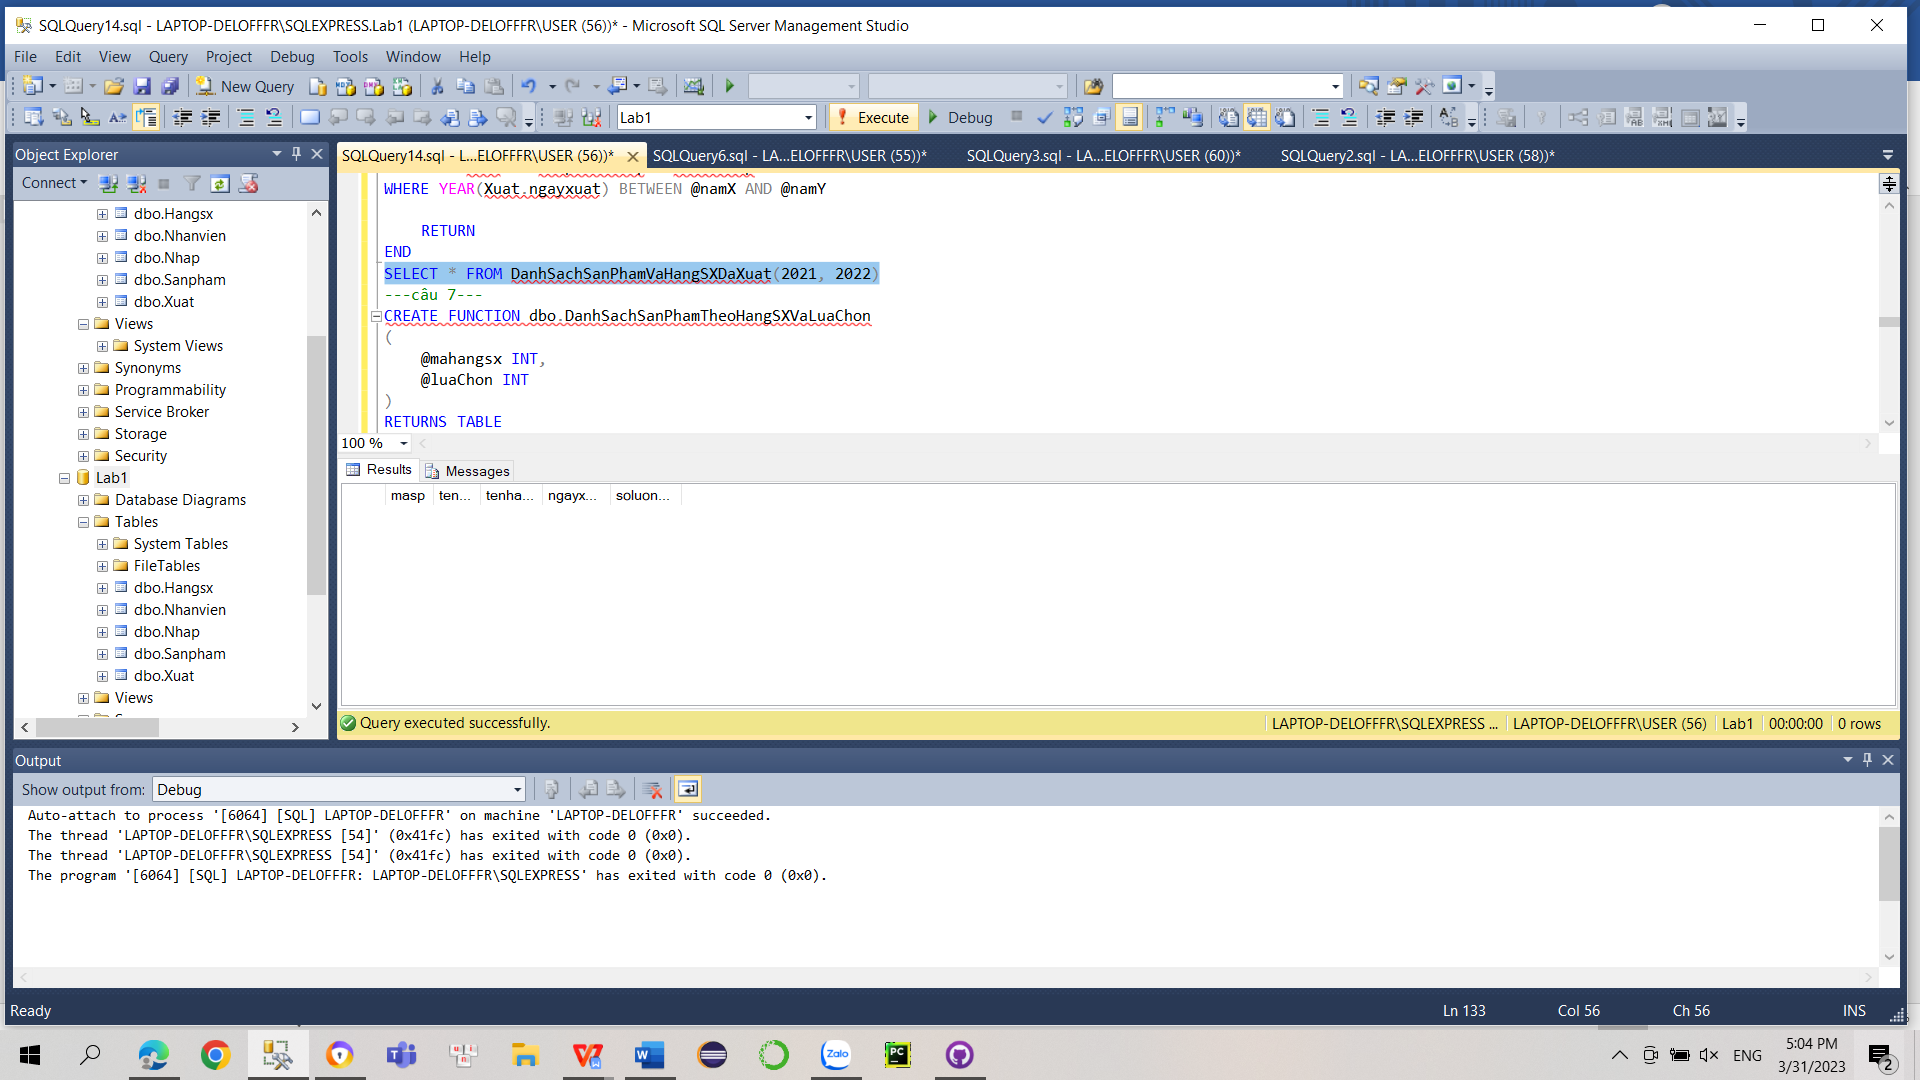 SQLQuery14.sql - LAPTOP-DELOFFFR\SQLEXPRESS.Lab1 (LAPTOP-DELOFFFR\USER (56))* - Microsoft SQL Server Management Studio
File Edit View Query Project Debug Tools Window Help
New Query
Lab1 Execute Debug
Object Explorer
Connect
dbo.Hangsx
dbo.Nhanvien
dbo.Nhap
dbo.Sanpham
dbo.Xuat
Views
System Views
Synonyms
Programmability
Service Broker
Storage
Security
Lab1
Database Diagrams
Tables
System Tables
FileTables
dbo.Hangsx
dbo.Nhanvien
dbo.Nhap
dbo.Sanpham
dbo.Xuat
Views
SQLQuery14.sql - L...ELOFFFR\USER (56))* SQLQuery6.sql - LA...ELOFFFR\USER (55))* SQLQuery3.sql - LA...ELOFFFR\USER (60))* SQLQuery2.sql - LA...ELOFFFR\USER (58))*
WHERE YEAR(Xuat.ngayxuat) BETWEEN @namX AND @namY
RETURN
END
SELECT * FROM DanhSachSanPhamVaHangSXDaXuat(2021, 2022)
---câu 7---
CREATE FUNCTION dbo.DanhSachSanPhamTheoHangSXVaLuaChon
(
@mahangsx INT,
@luaChon INT
)
RETURNS TABLE
100 %
Results Messages
masp ten... tenha... ngayx... soluon...
Query executed successfully. LAPTOP-DELOFFFR\SQLEXPRESS ... LAPTOP-DELOFFFR\USER (56) Lab1 00:00:00 0 rows
Output
Show output from: Debug
Auto-attach to process '[6064] [SQL] LAPTOP-DELOFFFR' on machine 'LAPTOP-DELOFFFR' succeeded.
The thread 'LAPTOP-DELOFFFR\SQLEXPRESS [54]' (0x41fc) has exited with code 0 (0x0).
The thread 'LAPTOP-DELOFFFR\SQLEXPRESS [54]' (0x41fc) has exited with code 0 (0x0).
The program '[6064] [SQL] LAPTOP-DELOFFFR: LAPTOP-DELOFFFR\SQLEXPRESS' has exited with code 0 (0x0).
Ready Ln 133 Col 56 Ch 56 INS
Zalo PC ENG 5:04 PM
3/31/2023 2